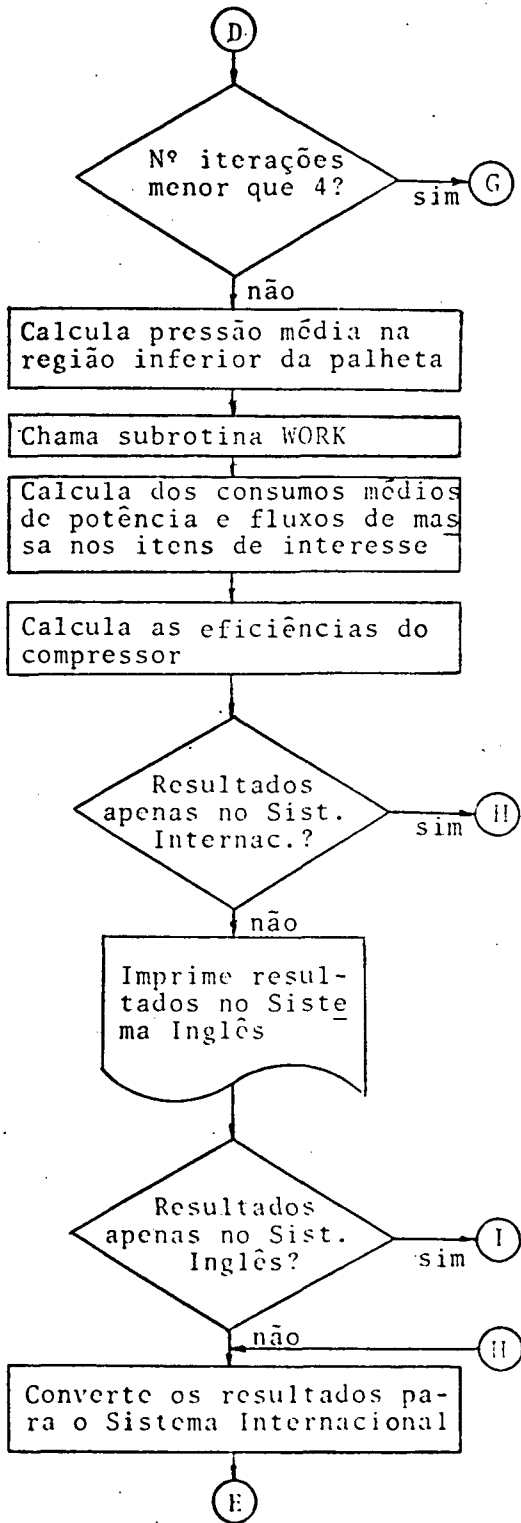 D
Nº iterações
menor que 4?
sim
G
não
Calcula pressão média na
região inferior da palheta
Chama subrotina WORK
Calcula dos consumos médios
de potência e fluxos de mas
sa nos itens de interesse
Calcula as eficiências do
compressor
Resultados
apenas no Sist.
Internac.?
sim
H
não
Imprime resul-
tados no Siste
ma Inglês
Resultados
apenas no Sist.
Inglês?
sim
I
não
H
Converte os resultados pa-
ra o Sistema Internacional
E